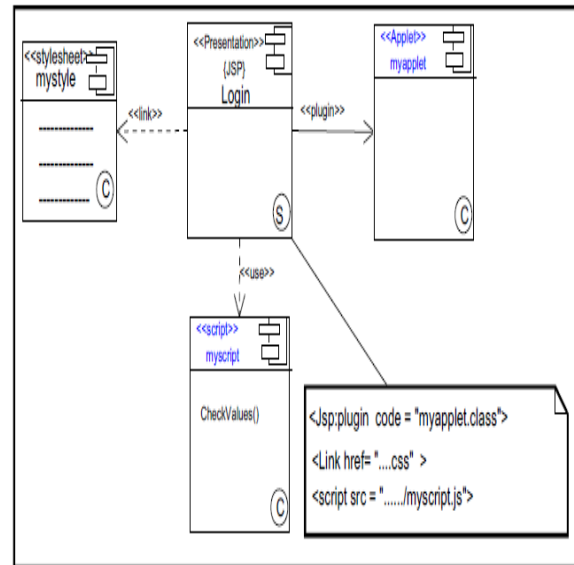 <<stylesheet>>
mystyle
----------------
----------------
--------------
C
<<link>>
<<Presentation>>
{JSP}
Login
S
<<plugin>>
<<Applet>>
myapplet
C
<<use>>
<<script>>
myscript
CheckValues()
C
<Jsp:plugin code = "myapplet.class">
<Link href= "....css" >
<script src = "....../myscript.js">